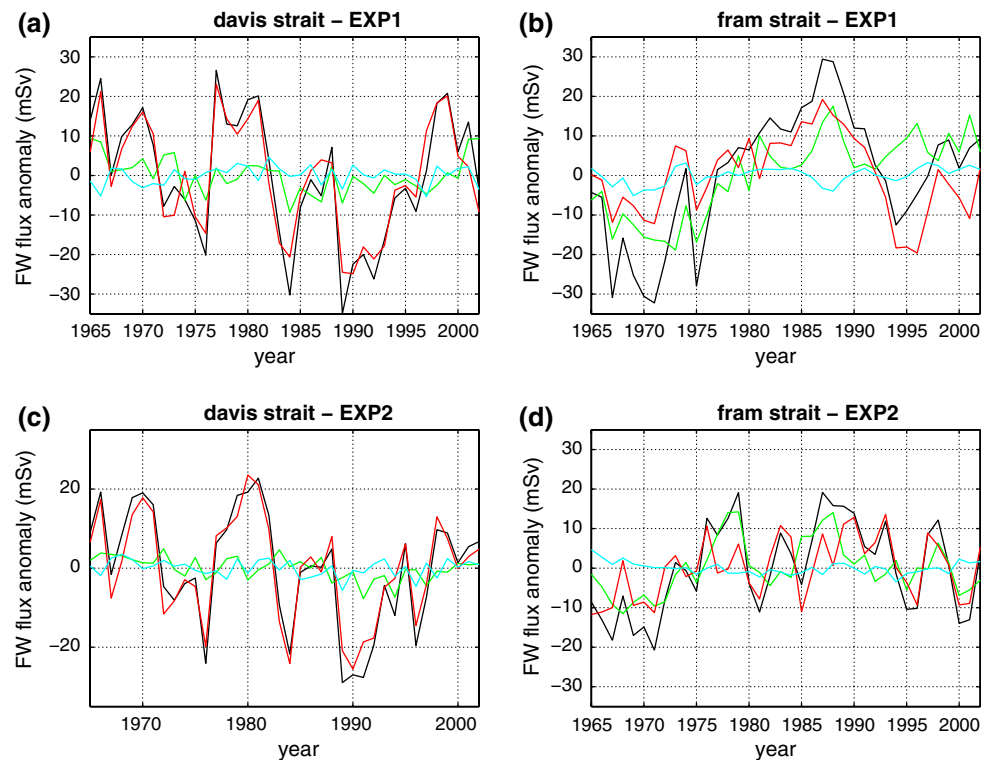 (a) davis strait – EXP1
FW flux anomaly (mSv)
30
20
10
0
−10
−20
−30
1965 1970 1975 1980 1985 1990 1995 2000
year
(b) fram strait – EXP1
FW flux anomaly (mSv)
30
20
10
0
−10
−20
−30
1965 1970 1975 1980 1985 1990 1995 2000
year
(c) davis strait – EXP2
FW flux anomaly (mSv)
20
0
−20
1970 1980 1990 2000
year
(d) fram strait – EXP2
FW flux anomaly (mSv)
30
20
10
0
−10
−20
−30
1965 1970 1975 1980 1985 1990 1995 2000
year